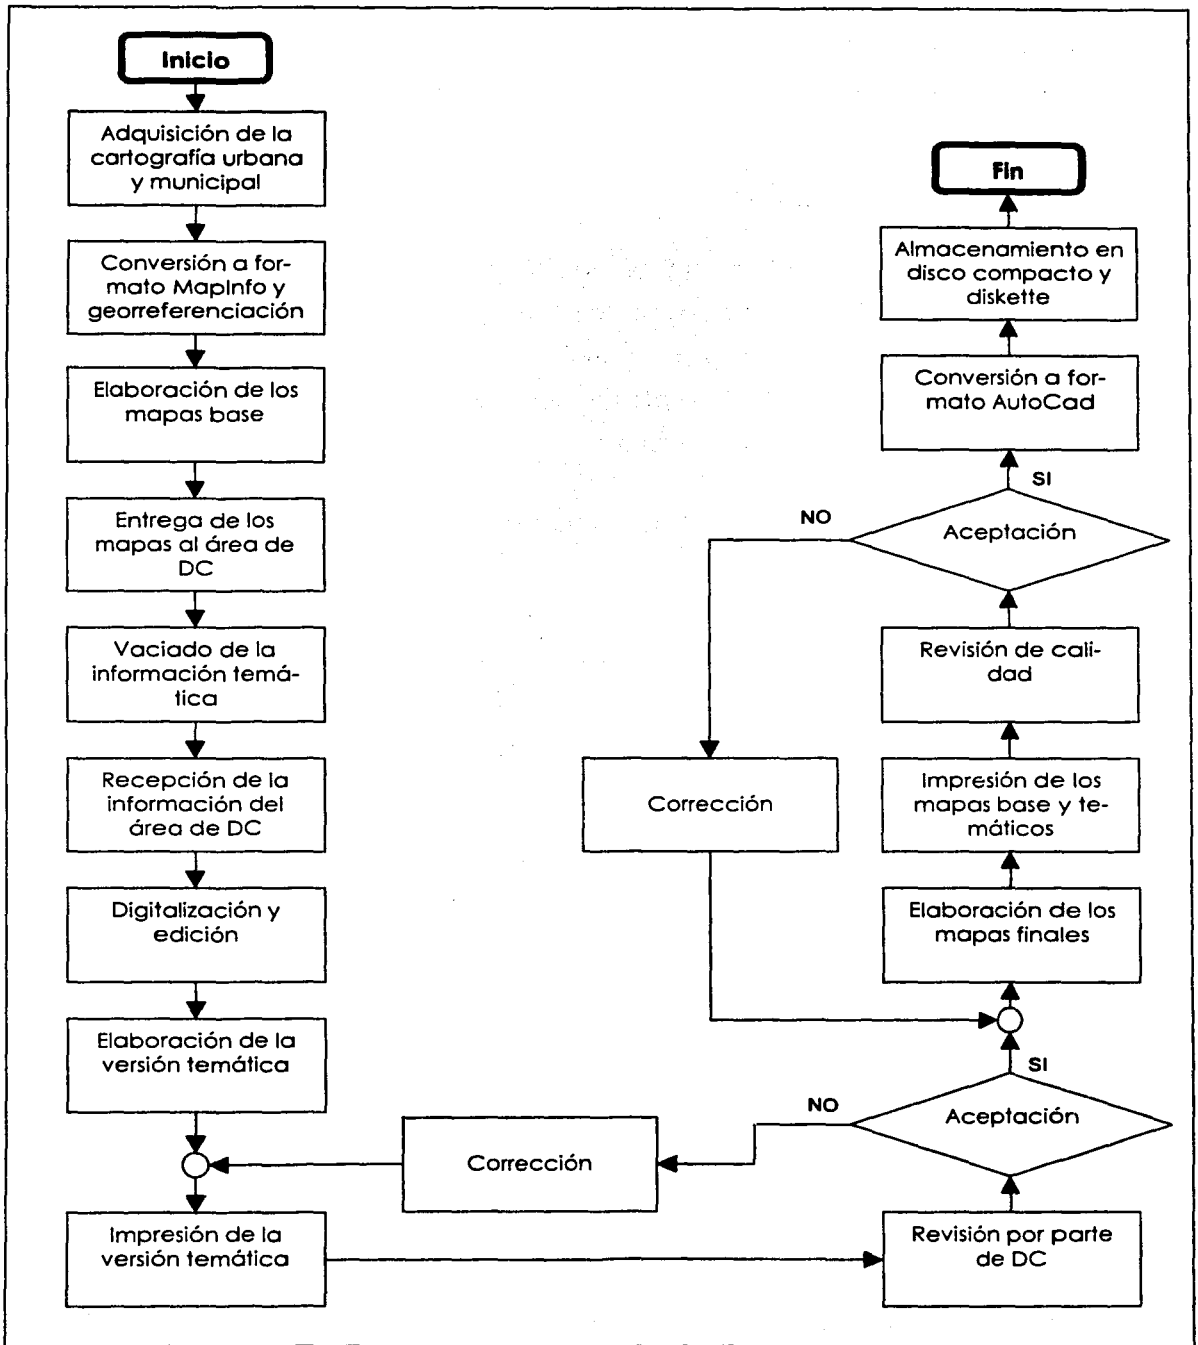 Inicio
Adquisición de la
cartografía urbana
y municipal
Conversión a for-
mato MapInfo y
georreferenciación
Elaboración de los
mapas base
Entrega de los
mapas al área de
DC
Vaciado de la
información temá-
tica
Recepción de la
información del
área de DC
Digitalización y
edición
Elaboración de la
versión temática
Impresión de la
versión temática
Corrección
Revisión por parte
de DC
Aceptación
NO
SI
Elaboración de los
mapas finales
Impresión de los
mapas base y te-
máticos
Revisión de cali-
dad
Aceptación
NO
SI
Corrección
Conversión a for-
mato AutoCad
Almacenamiento en
disco compacto y
diskette
Fin